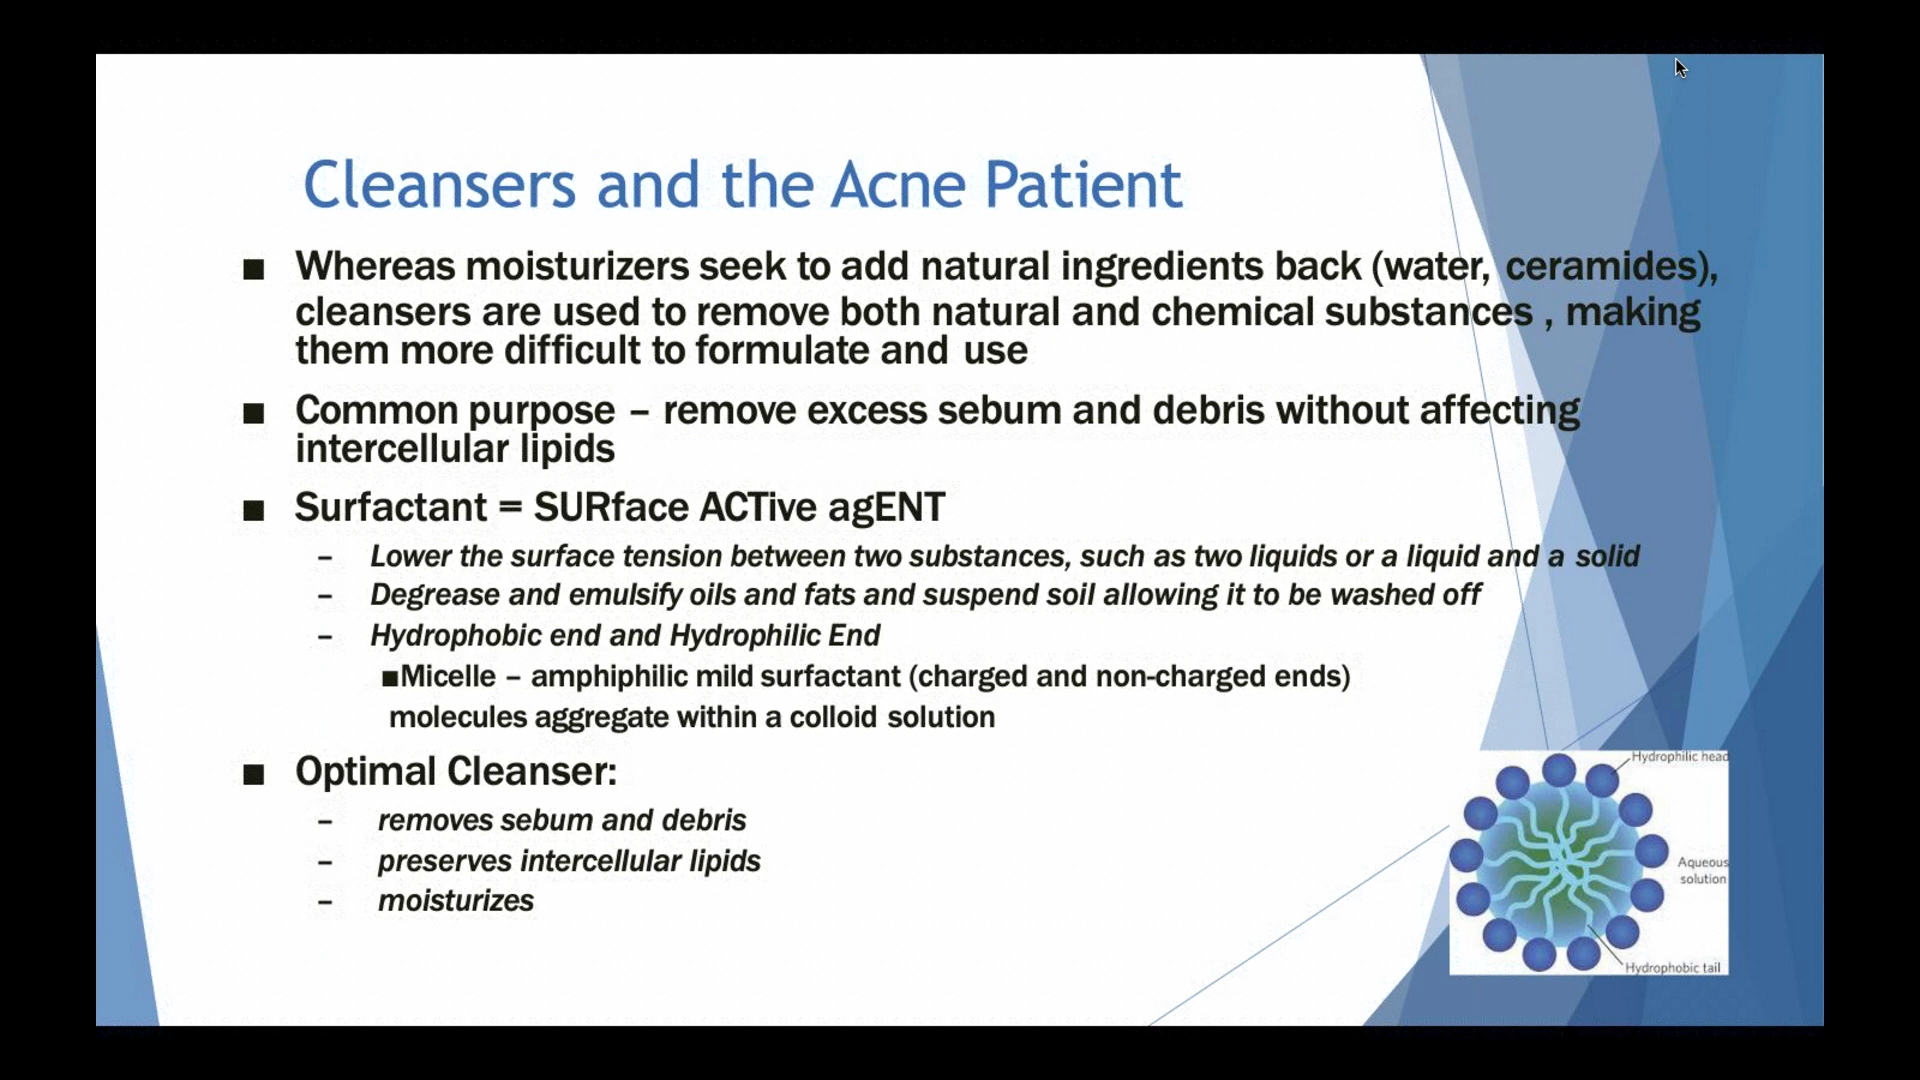 Cleansers and the Acne Patient
■ Whereas moisturizers seek to add natural ingredients back (water, ceramides),
cleansers are used to remove both natural and chemical substances , making
them more difficult to formulate and use
■ Common purpose – remove excess sebum and debris without affecting
intercellular lipids
■ Surfactant = SURface ACTive agENT
– Lower the surface tension between two substances, such as two liquids or a liquid and a solid
– Degrease and emulsify oils and fats and suspend soil allowing it to be washed off
– Hydrophobic end and Hydrophilic End
■Micelle – amphiphilic mild surfactant (charged and non-charged ends)
molecules aggregate within a colloid solution
■ Optimal Cleanser:
– removes sebum and debris
– preserves intercellular lipids
– moisturizes
Hydrophilic head
Aqueous
solution
Hydrophobic tail